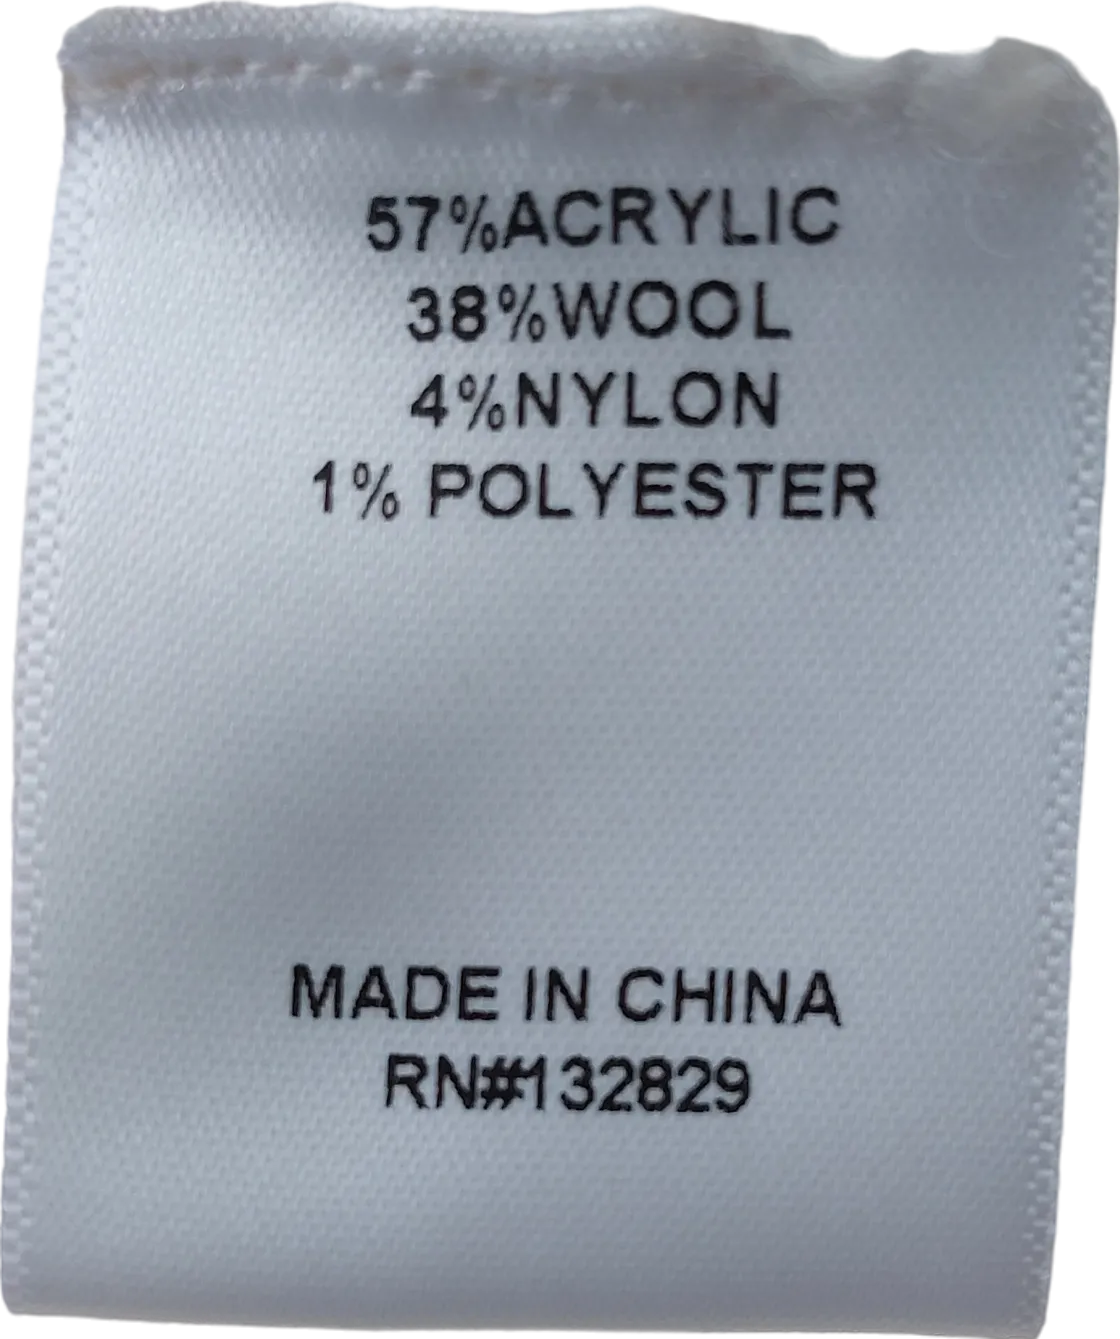 57%ACRYLIC
38%WOOL
4%NYLON
1% POLYESTER
MADE IN CHINA
RN#132829